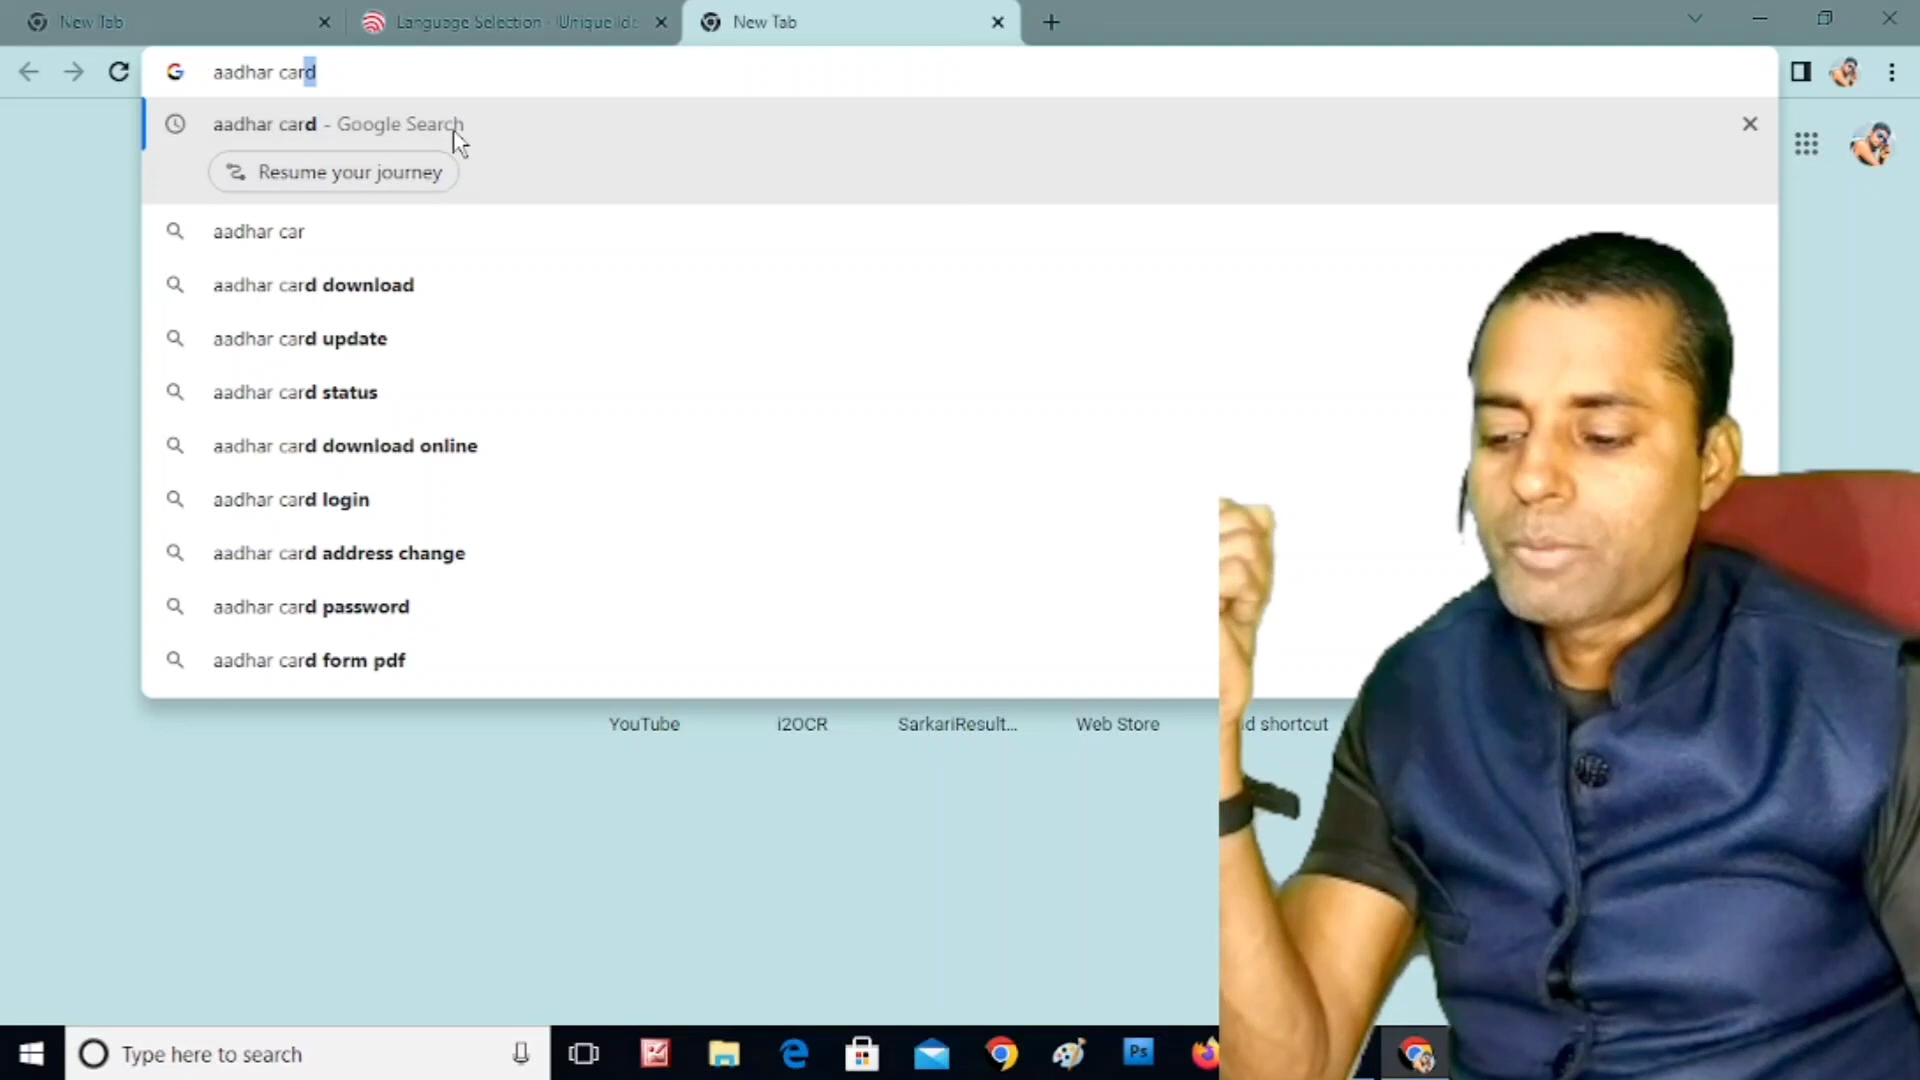 New Tab
Language Selection - Unique Ide
New Tab
aadhar card
aadhar card - Google Search
Resume your journey
aadhar car
aadhar card download
aadhar card update
aadhar card status
aadhar card download online
aadhar card login
aadhar card address change
aadhar card password
aadhar card form pdf
YouTube
i2OCR
SarkariResult...
Web Store
d shortcut
Type here to search
Ps